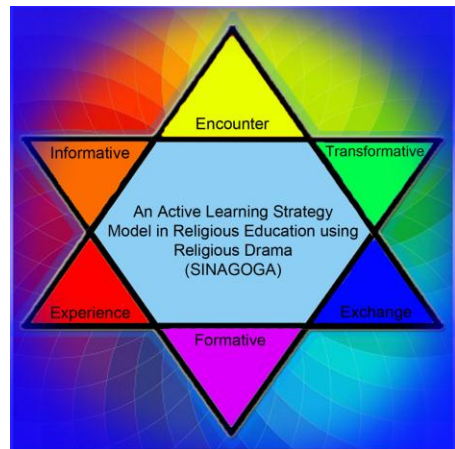 Encounter
Informative
Transformative
An Active Learning Strategy
Model in Religious Education using
Religious Drama
(SINAGOGA)
Experience
Exchange
Formative